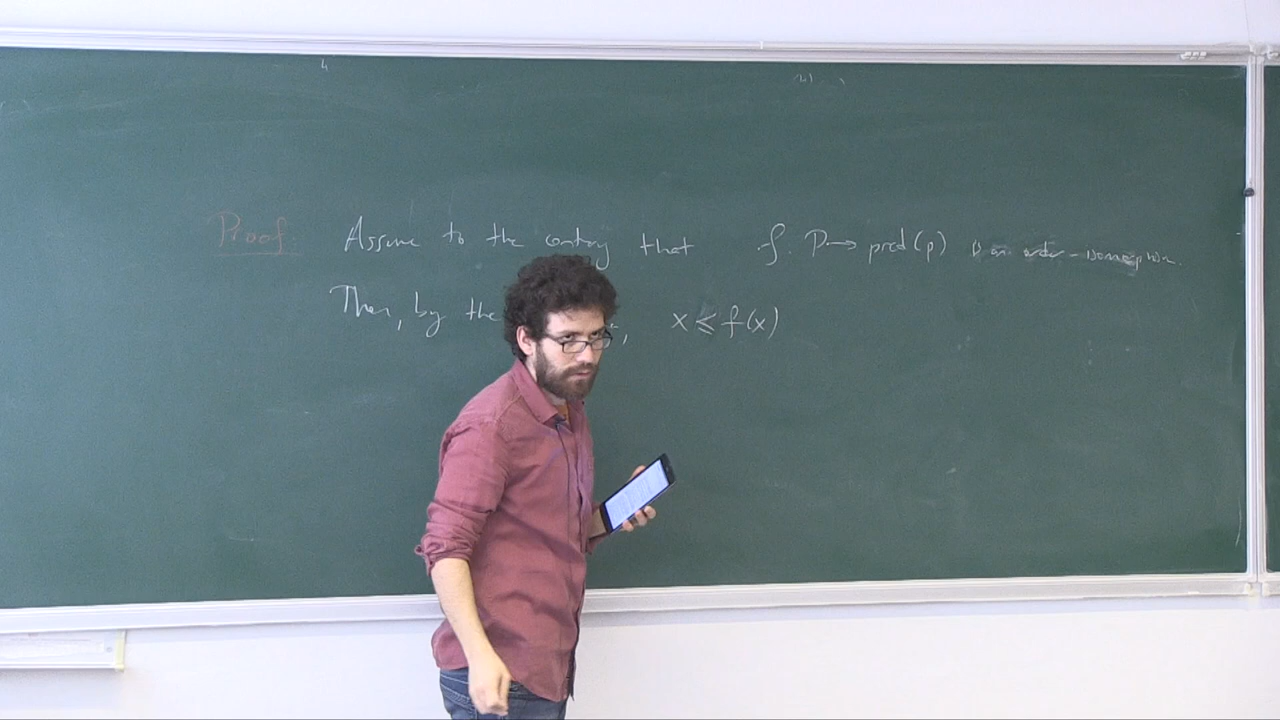 Proof: Assume to the contrary that f: P → pred(p) is an order-isomorphism.
Then, by the x ≤ f(x)